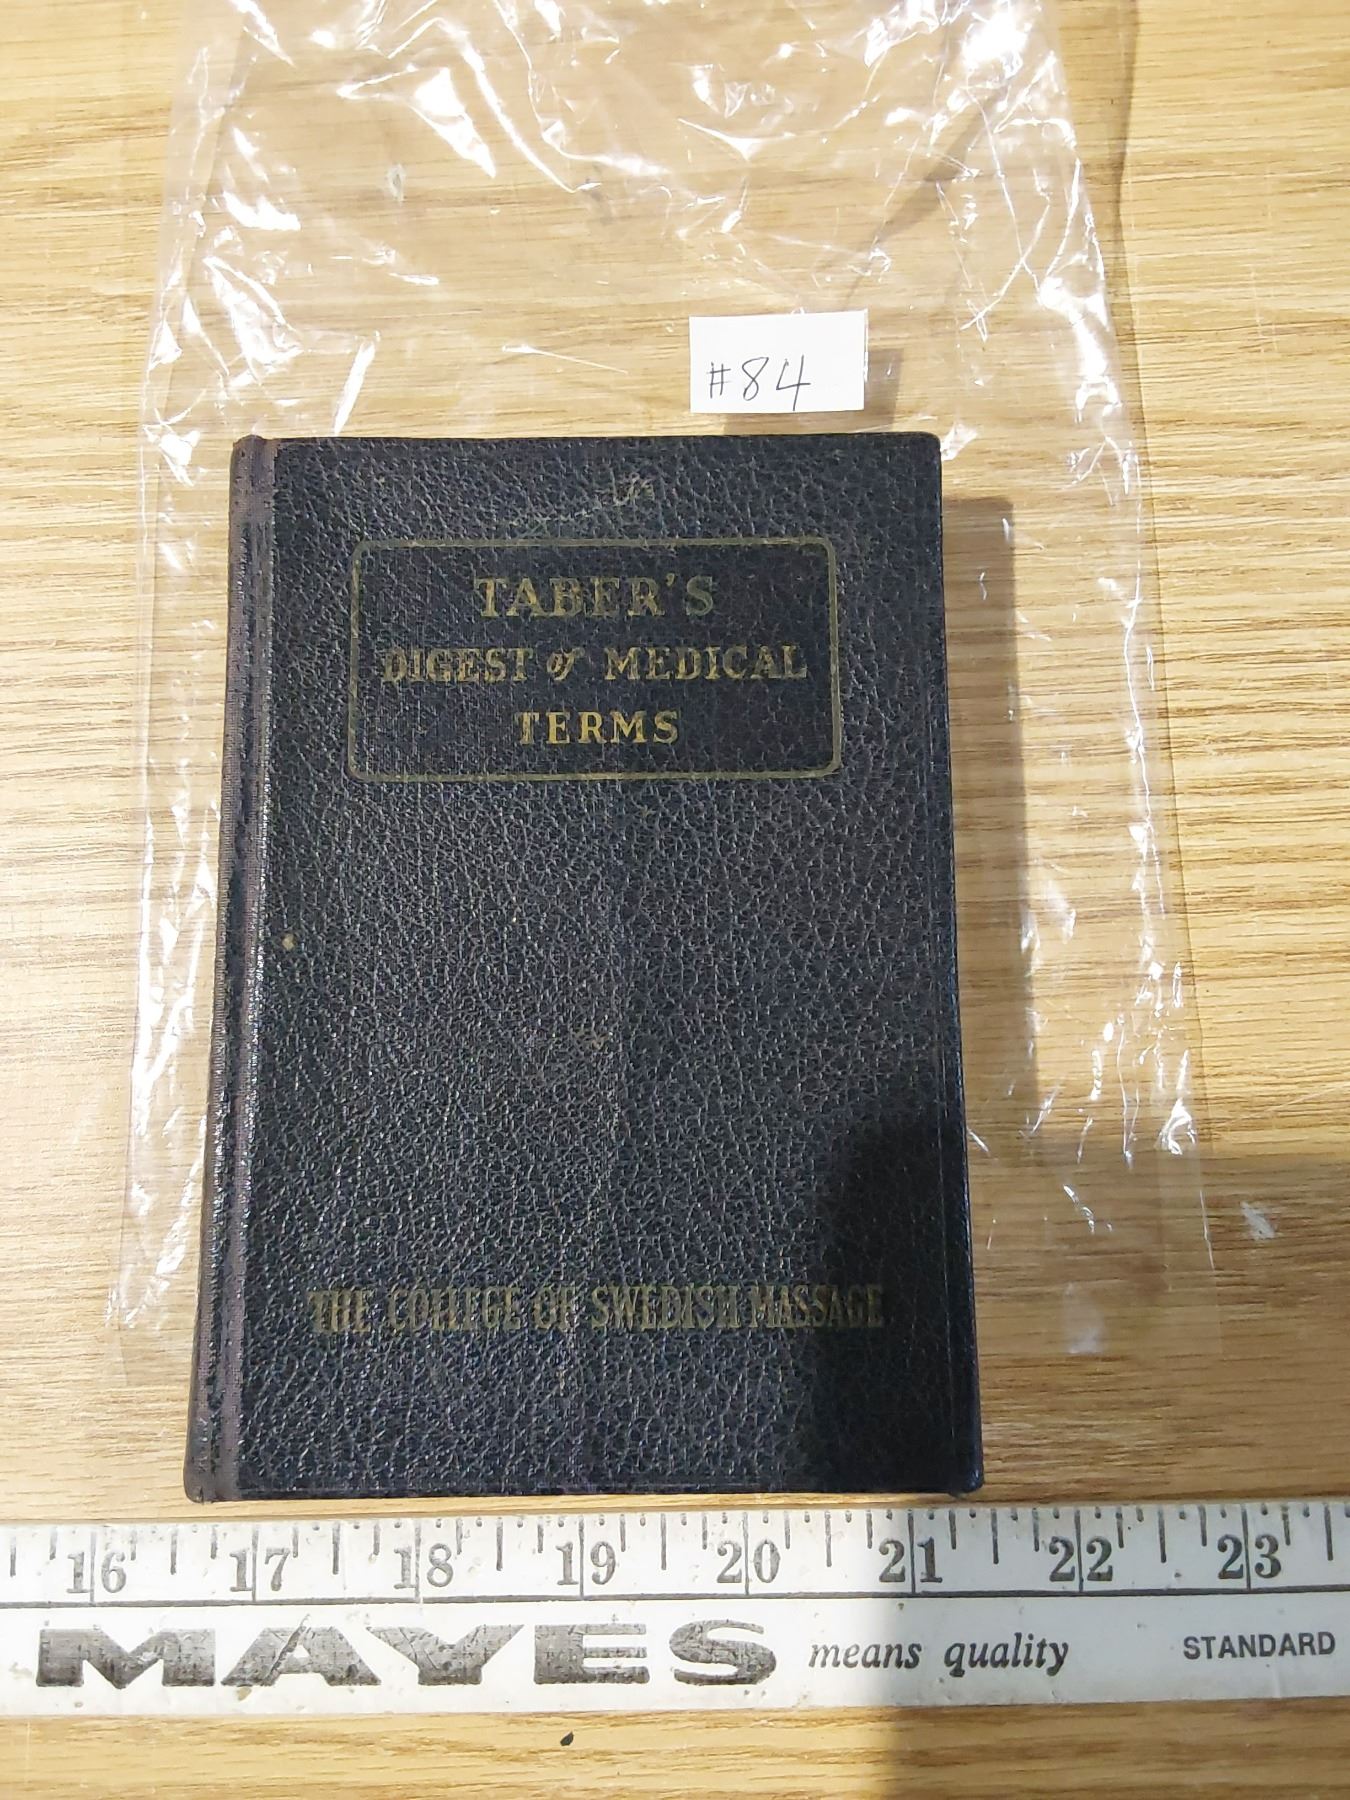 #84
TABER'S
DIGEST of MEDICAL
TERMS
THE COLLEGE OF SWEDISH MASSAGE
16 17 18 19 20 21 22 23
MAYES means quality STANDARD